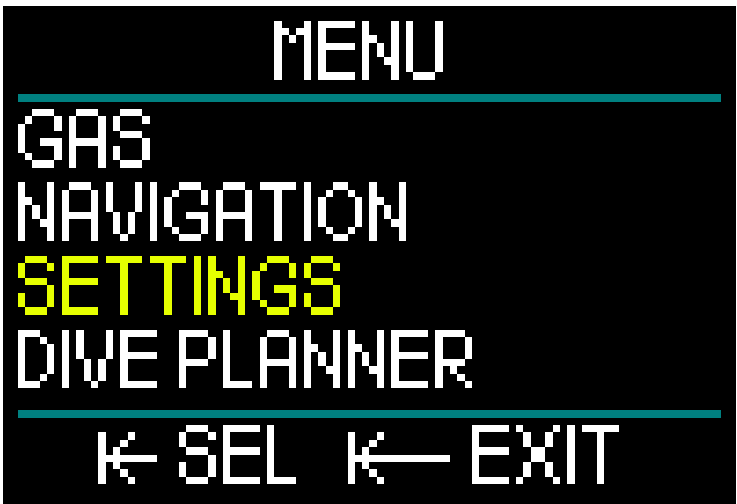 MENU
GAS
NAVIGATION
SETTINGS
DIVE PLANNER
SEL EXIT